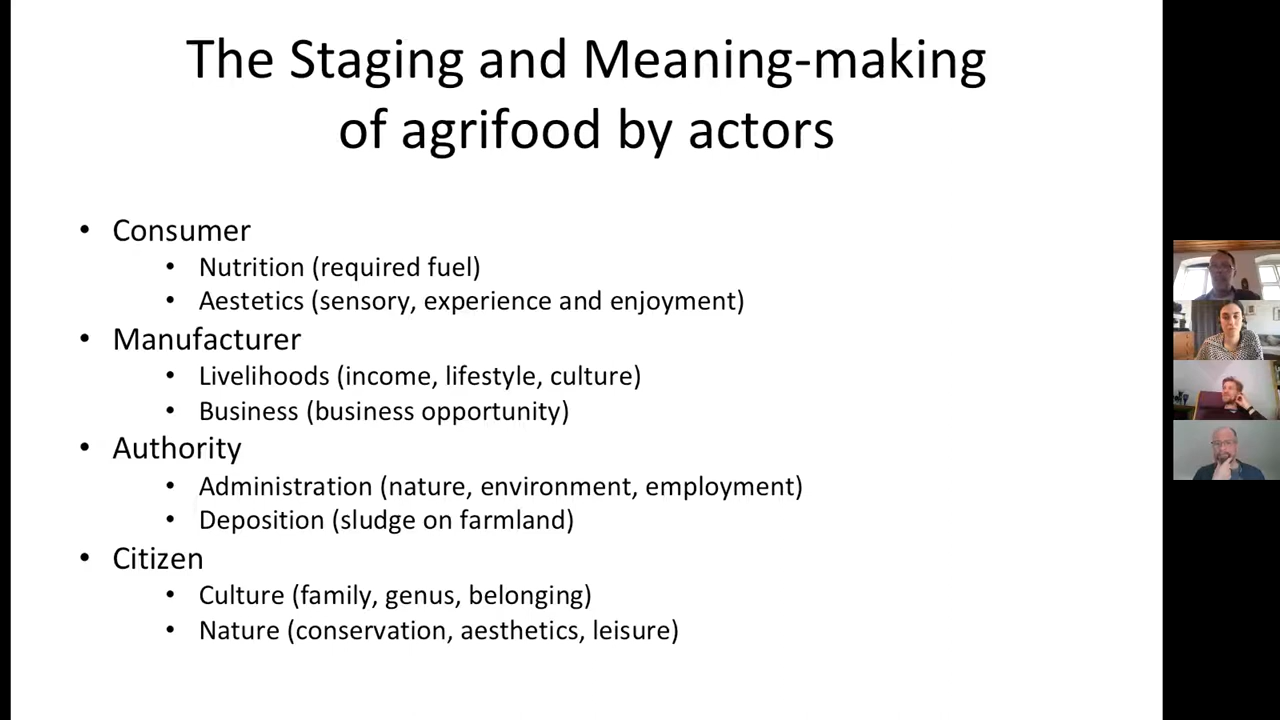 The Staging and Meaning-making
of agrifood by actors
• Consumer
• Nutrition (required fuel)
• Aestetics (sensory, experience and enjoyment)
• Manufacturer
• Livelihoods (income, lifestyle, culture)
• Business (business opportunity)
• Authority
• Administration (nature, environment, employment)
• Deposition (sludge on farmland)
• Citizen
• Culture (family, genus, belonging)
• Nature (conservation, aesthetics, leisure)